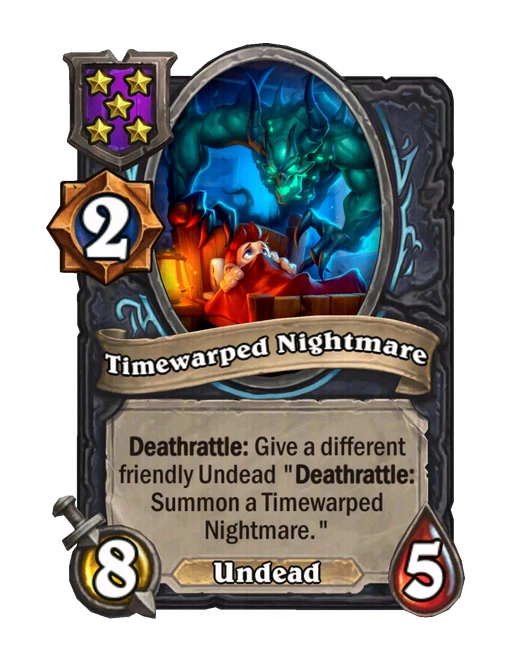 2
Timewarped Nightmare
Deathrattle: Give a different
friendly Undead "Deathrattle:
Summon a Timewarped
Nightmare."
8
Undead
5